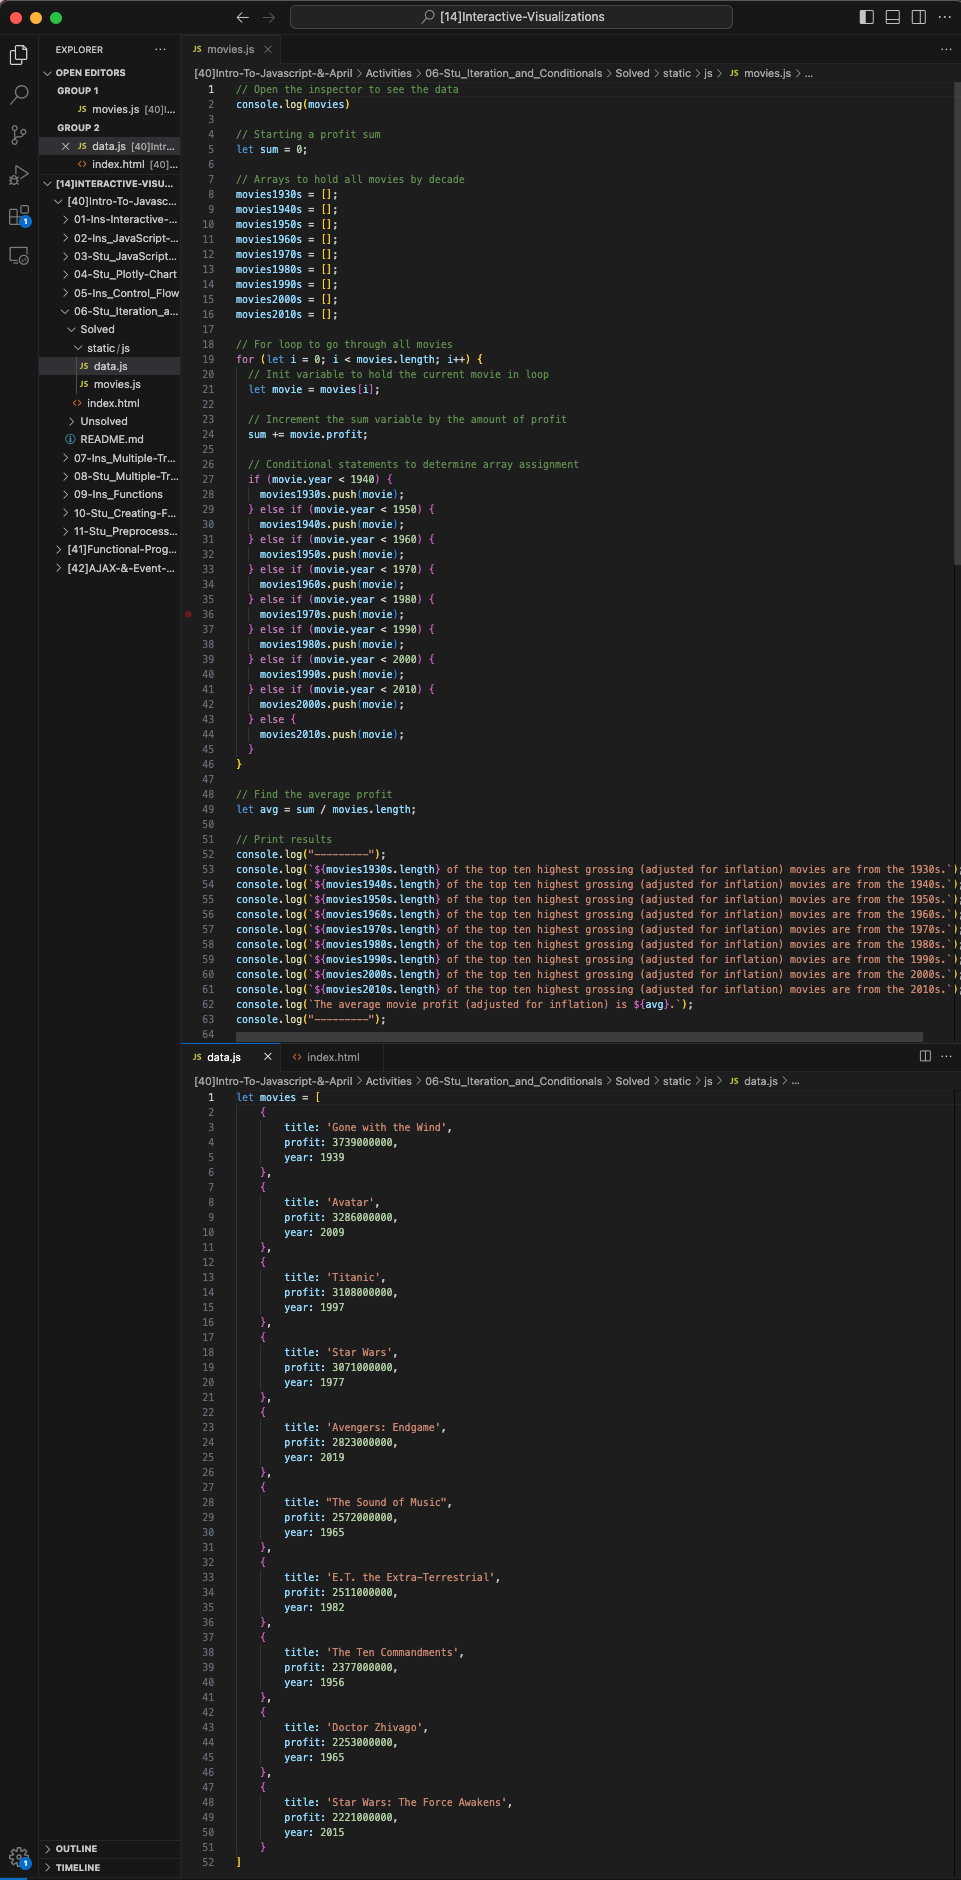 [14]Interactive-Visualizations
EXPLORER
OPEN EDITORS
GROUP 1
JS movies.js [40]I...
GROUP 2
data.js [40]Intr...
<> index.html [40]...
[14]INTERACTIVE-VISU...
[40]Intro-To-Javasc...
01-Ins-Interactive-...
02-Ins_JavaScript-...
03-Stu_JavaScript...
04-Stu_Plotly-Chart
05-Ins_Control_Flow
06-Stu_Iteration_a...
Solved
static/js
JS data.js
JS movies.js
<> index.html
Unsolved
README.md
07-Ins_Multiple-Tr...
08-Stu_Multiple-Tr...
09-Ins_Functions
10-Stu_Creating-F...
11-Stu_Preprocess...
[41]Functional-Prog...
[42]AJAX-&-Event-...
OUTLINE
TIMELINE
JS movies.js
[40]Intro-To-Javascript-&-April > Activities > 06-Stu_Iteration_and_Conditionals > Solved > static > js > JS movies.js > ...
1 // Open the inspector to see the data
2 console.log(movies)
3
4 // Starting a profit sum
5 let sum = 0;
6
7 // Arrays to hold all movies by decade
8 movies1930s = [];
9 movies1940s = [];
10 movies1950s = [];
11 movies1960s = [];
12 movies1970s = [];
13 movies1980s = [];
14 movies1990s = [];
15 movies2000s = [];
16 movies2010s = [];
17
18 // For loop to go through all movies
19 for (let i = 0; i < movies.length; i++) {
20 // Init variable to hold the current movie in loop
21 let movie = movies[i];
22
23 // Increment the sum variable by the amount of profit
24 sum += movie.profit;
25
26 // Conditional statements to determine array assignment
27 if (movie.year < 1940) {
28 movies1930s.push(movie);
29 } else if (movie.year < 1950) {
30 movies1940s.push(movie);
31 } else if (movie.year < 1960) {
32 movies1950s.push(movie);
33 } else if (movie.year < 1970) {
34 movies1960s.push(movie);
35 } else if (movie.year < 1980) {
36 movies1970s.push(movie);
37 } else if (movie.year < 1990) {
38 movies1980s.push(movie);
39 } else if (movie.year < 2000) {
40 movies1990s.push(movie);
41 } else if (movie.year < 2010) {
42 movies2000s.push(movie);
43 } else {
44 movies2010s.push(movie);
45 }
46 }
47
48 // Find the average profit
49 let avg = sum / movies.length;
50
51 // Print results
52 console.log("---------");
53 console.log(`${movies1930s.length} of the top ten highest grossing (adjusted for inflation) movies are from the 1930s.`);
54 console.log(`${movies1940s.length} of the top ten highest grossing (adjusted for inflation) movies are from the 1940s.`);
55 console.log(`${movies1950s.length} of the top ten highest grossing (adjusted for inflation) movies are from the 1950s.`);
56 console.log(`${movies1960s.length} of the top ten highest grossing (adjusted for inflation) movies are from the 1960s.`);
57 console.log(`${movies1970s.length} of the top ten highest grossing (adjusted for inflation) movies are from the 1970s.`);
58 console.log(`${movies1980s.length} of the top ten highest grossing (adjusted for inflation) movies are from the 1980s.`);
59 console.log(`${movies1990s.length} of the top ten highest grossing (adjusted for inflation) movies are from the 1990s.`);
60 console.log(`${movies2000s.length} of the top ten highest grossing (adjusted for inflation) movies are from the 2000s.`);
61 console.log(`${movies2010s.length} of the top ten highest grossing (adjusted for inflation) movies are from the 2010s.`);
62 console.log(`The average movie profit (adjusted for inflation) is ${avg}.`);
63 console.log("---------");
64
JS data.js <> index.html
[40]Intro-To-Javascript-&-April > Activities > 06-Stu_Iteration_and_Conditionals > Solved > static > js > JS data.js > ...
1 let movies = [
2 {
3 title: 'Gone with the Wind',
4 profit: 3739000000,
5 year: 1939
6 },
7 {
8 title: 'Avatar',
9 profit: 3286000000,
10 year: 2009
11 },
12 {
13 title: 'Titanic',
14 profit: 3108000000,
15 year: 1997
16 },
17 {
18 title: 'Star Wars',
19 profit: 3071000000,
20 year: 1977
21 },
22 {
23 title: 'Avengers: Endgame',
24 profit: 2823000000,
25 year: 2019
26 },
27 {
28 title: "The Sound of Music",
29 profit: 2572000000,
30 year: 1965
31 },
32 {
33 title: 'E.T. the Extra-Terrestrial',
34 profit: 2511000000,
35 year: 1982
36 },
37 {
38 title: 'The Ten Commandments',
39 profit: 2377000000,
40 year: 1956
41 },
42 {
43 title: 'Doctor Zhivago',
44 profit: 2253000000,
45 year: 1965
46 },
47 {
48 title: 'Star Wars: The Force Awakens',
49 profit: 2221000000,
50 year: 2015
51 }
52 ]